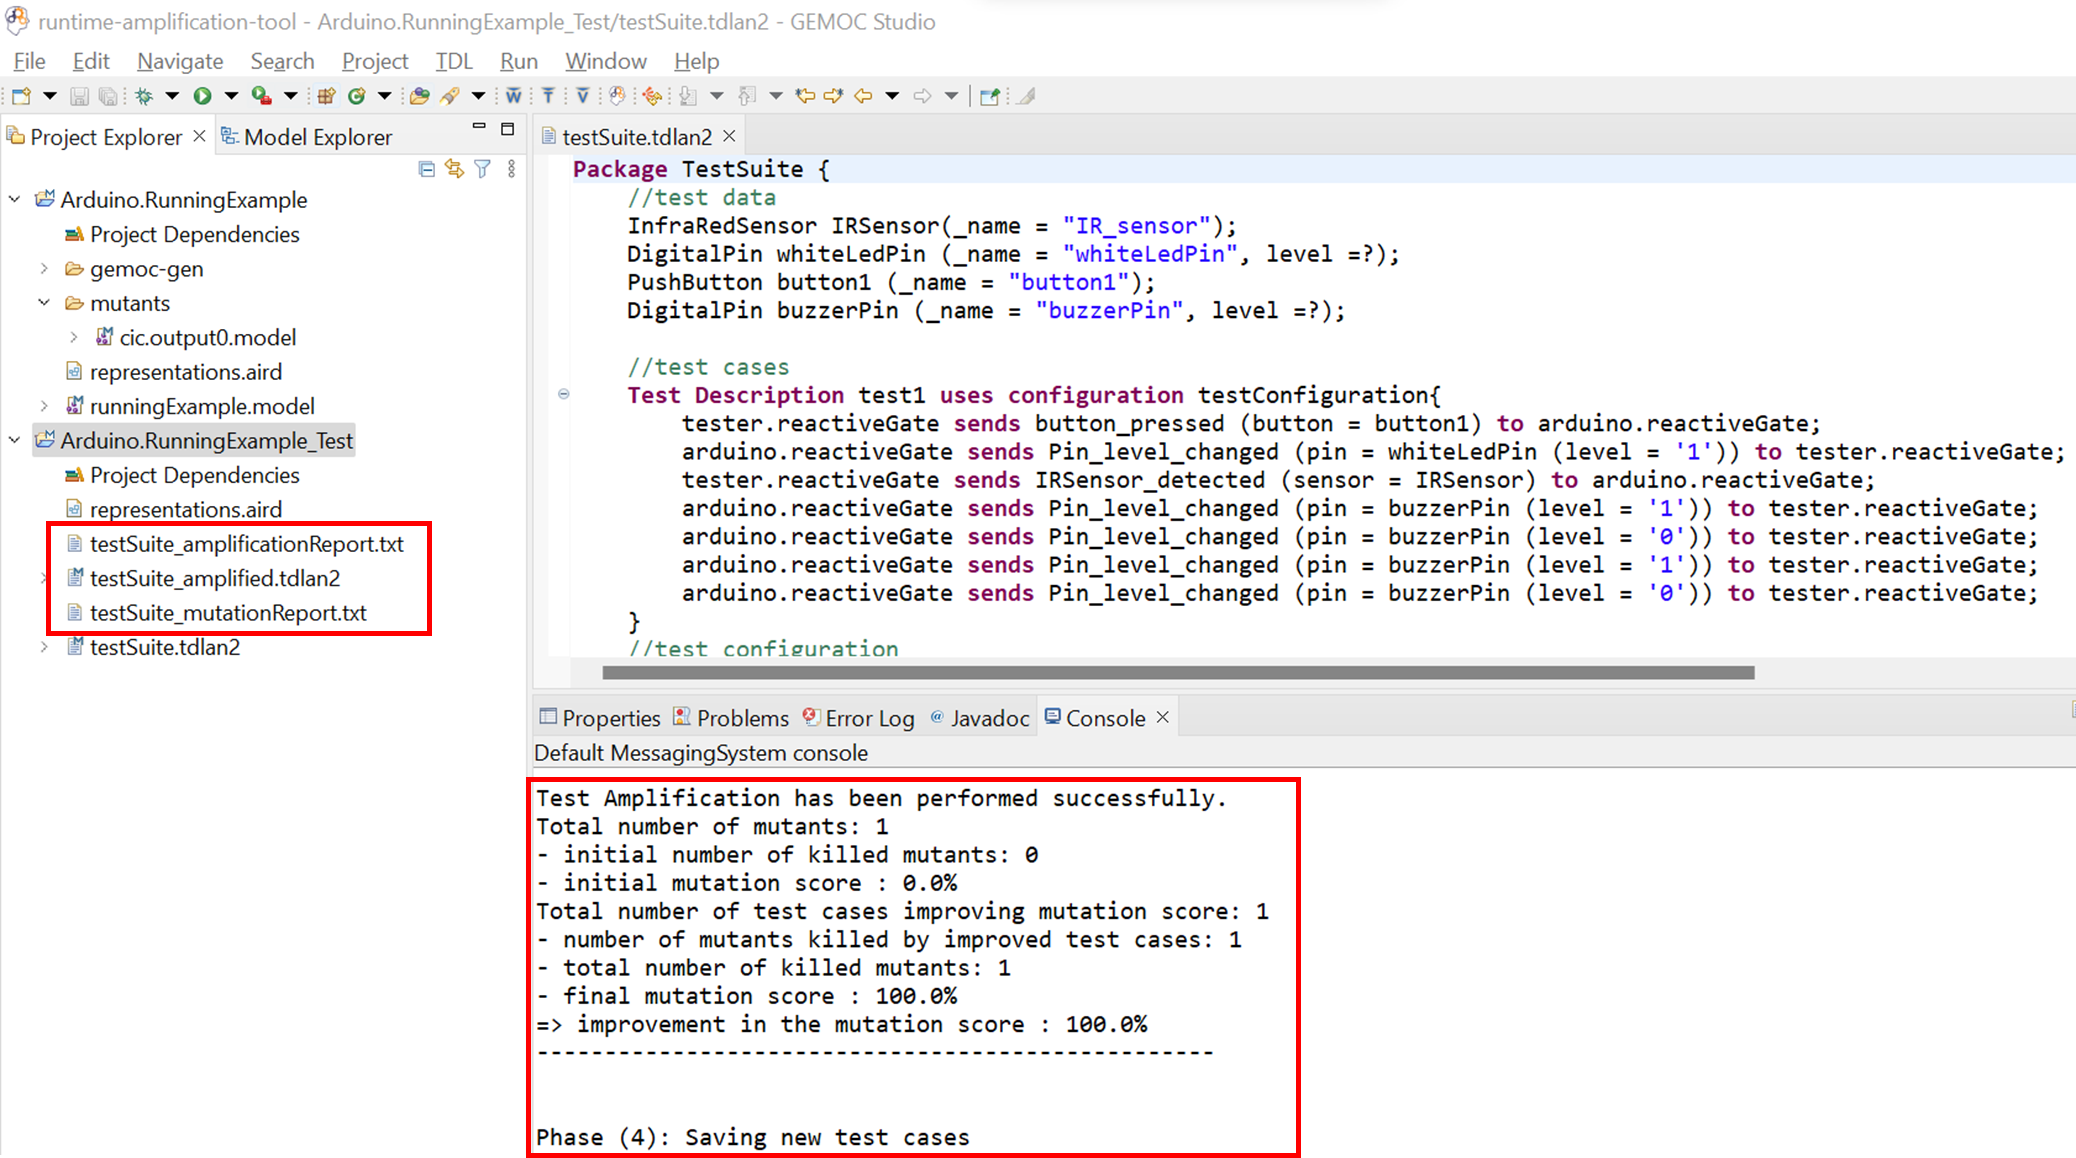 runtime-amplification-tool - Arduino.RunningExample_Test/testSuite.tdlan2 - GEMOC Studio
File Edit Navigate Search Project TDL Run Window Help
Project Explorer
Model Explorer
Arduino.RunningExample
Project Dependencies
gemoc-gen
mutants
cic.output0.model
representations.aird
runningExample.model
Arduino.RunningExample_Test
Project Dependencies
representations.aird
testSuite_amplificationReport.txt
testSuite_amplified.tdlan2
testSuite_mutationReport.txt
testSuite.tdlan2
testSuite.tdlan2
Package TestSuite {
//test data
InfraRedSensor IRSensor(_name = "IR_sensor");
DigitalPin whiteLedPin (_name = "whiteLedPin", level =?);
PushButton button1 (_name = "button1");
DigitalPin buzzerPin (_name = "buzzerPin", level =?);
//test cases
Test Description test1 uses configuration testConfiguration{
tester.reactiveGate sends button_pressed (button = button1) to arduino.reactiveGate;
arduino.reactiveGate sends Pin_level_changed (pin = whiteLedPin (level = '1')) to tester.reactiveGate;
tester.reactiveGate sends IRSensor_detected (sensor = IRSensor) to arduino.reactiveGate;
arduino.reactiveGate sends Pin_level_changed (pin = buzzerPin (level = '1')) to tester.reactiveGate;
arduino.reactiveGate sends Pin_level_changed (pin = buzzerPin (level = '0')) to tester.reactiveGate;
arduino.reactiveGate sends Pin_level_changed (pin = buzzerPin (level = '1')) to tester.reactiveGate;
arduino.reactiveGate sends Pin_level_changed (pin = buzzerPin (level = '0')) to tester.reactiveGate;
}
//test configuration
Properties Problems Error Log @ Javadoc Console
Default MessagingSystem console
Test Amplification has been performed successfully.
Total number of mutants: 1
- initial number of killed mutants: 0
- initial mutation score : 0.0%
Total number of test cases improving mutation score: 1
- number of mutants killed by improved test cases: 1
- total number of killed mutants: 1
- final mutation score : 100.0%
=> improvement in the mutation score : 100.0%
--------------------------------------------------
Phase (4): Saving new test cases